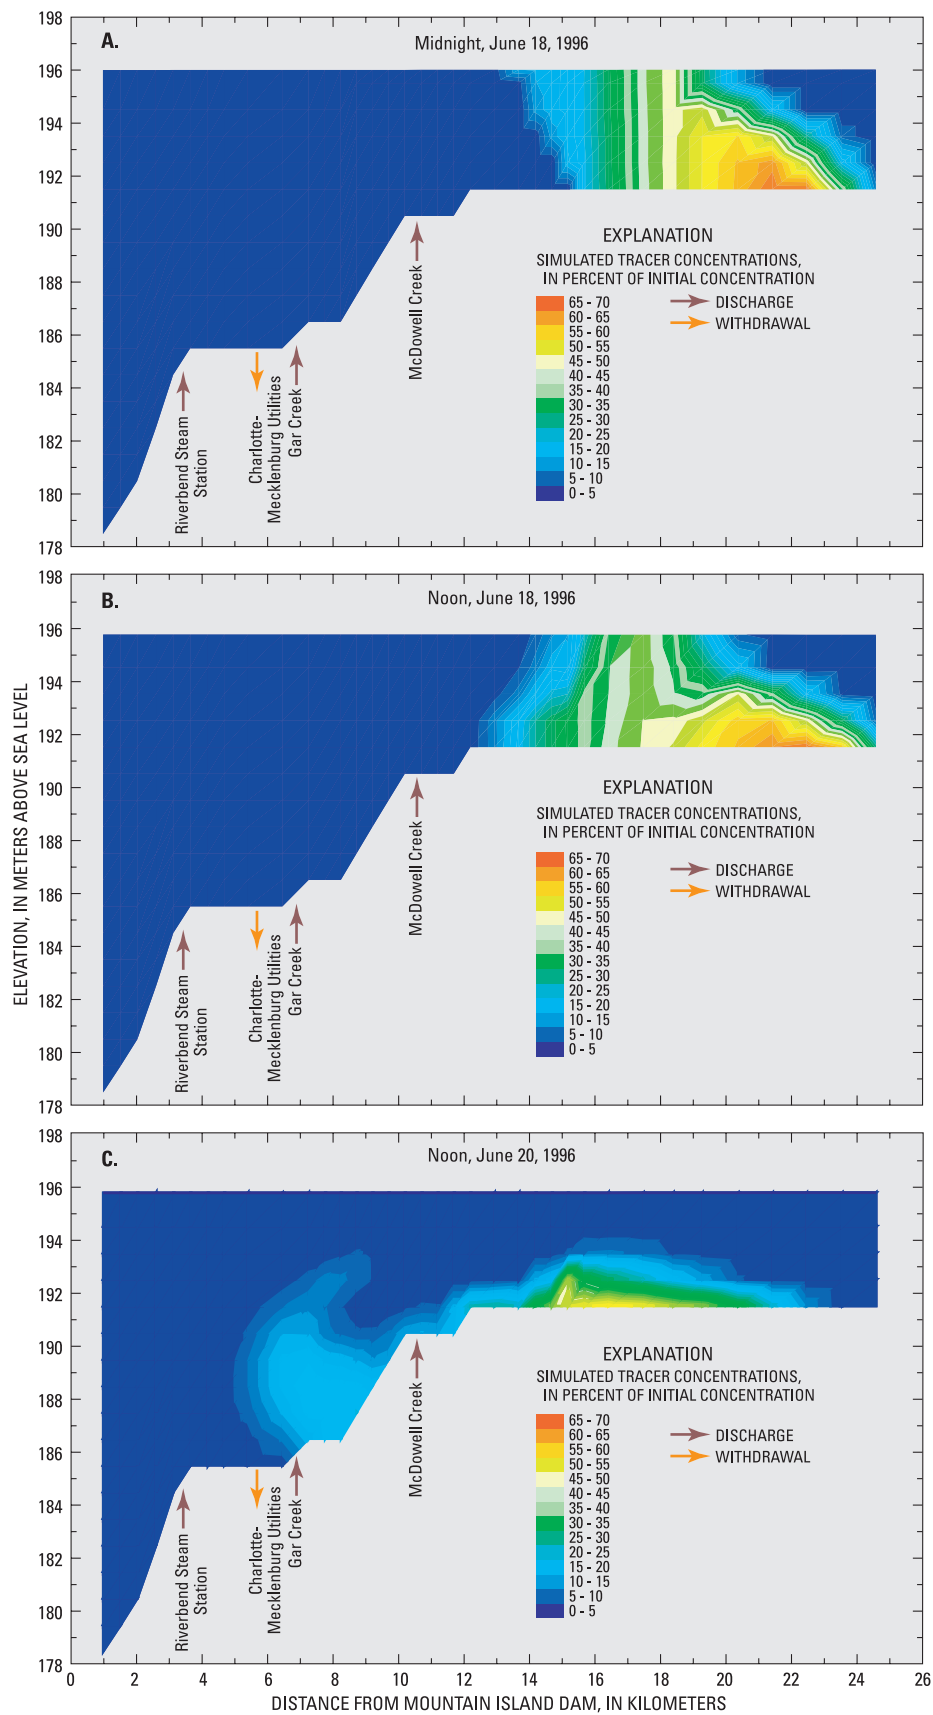 198
196
194
192
190
188
186
184
182
180
178
A.
Midnight, June 18, 1996
EXPLANATION
SIMULATED TRACER CONCENTRATIONS,
IN PERCENT OF INITIAL CONCENTRATION
65 - 70
60 - 65
55 - 60
50 - 55
45 - 50
40 - 45
35 - 40
30 - 35
25 - 30
20 - 25
15 - 20
10 - 15
5 - 10
0 - 5
DISCHARGE
WITHDRAWAL
Riverbend Steam
Station
Charlotte-
Mecklenburg Utilities
Gar Creek
McDowell Creek
198
196
194
192
190
188
186
184
182
180
178
B.
Noon, June 18, 1996
EXPLANATION
SIMULATED TRACER CONCENTRATIONS,
IN PERCENT OF INITIAL CONCENTRATION
65 - 70
60 - 65
55 - 60
50 - 55
45 - 50
40 - 45
35 - 40
30 - 35
25 - 30
20 - 25
15 - 20
10 - 15
5 - 10
0 - 5
DISCHARGE
WITHDRAWAL
Riverbend Steam
Station
Charlotte-
Mecklenburg Utilities
Gar Creek
McDowell Creek
ELEVATION, IN METERS ABOVE SEA LEVEL
198
196
194
192
190
188
186
184
182
180
178
C.
Noon, June 20, 1996
EXPLANATION
SIMULATED TRACER CONCENTRATIONS,
IN PERCENT OF INITIAL CONCENTRATION
65 - 70
60 - 65
55 - 60
50 - 55
45 - 50
40 - 45
35 - 40
30 - 35
25 - 30
20 - 25
15 - 20
10 - 15
5 - 10
0 - 5
DISCHARGE
WITHDRAWAL
Riverbend Steam
Station
Charlotte-
Mecklenburg Utilities
Gar Creek
McDowell Creek
0 2 4 6 8 10 12 14 16 18 20 22 24 26
DISTANCE FROM MOUNTAIN ISLAND DAM, IN KILOMETERS